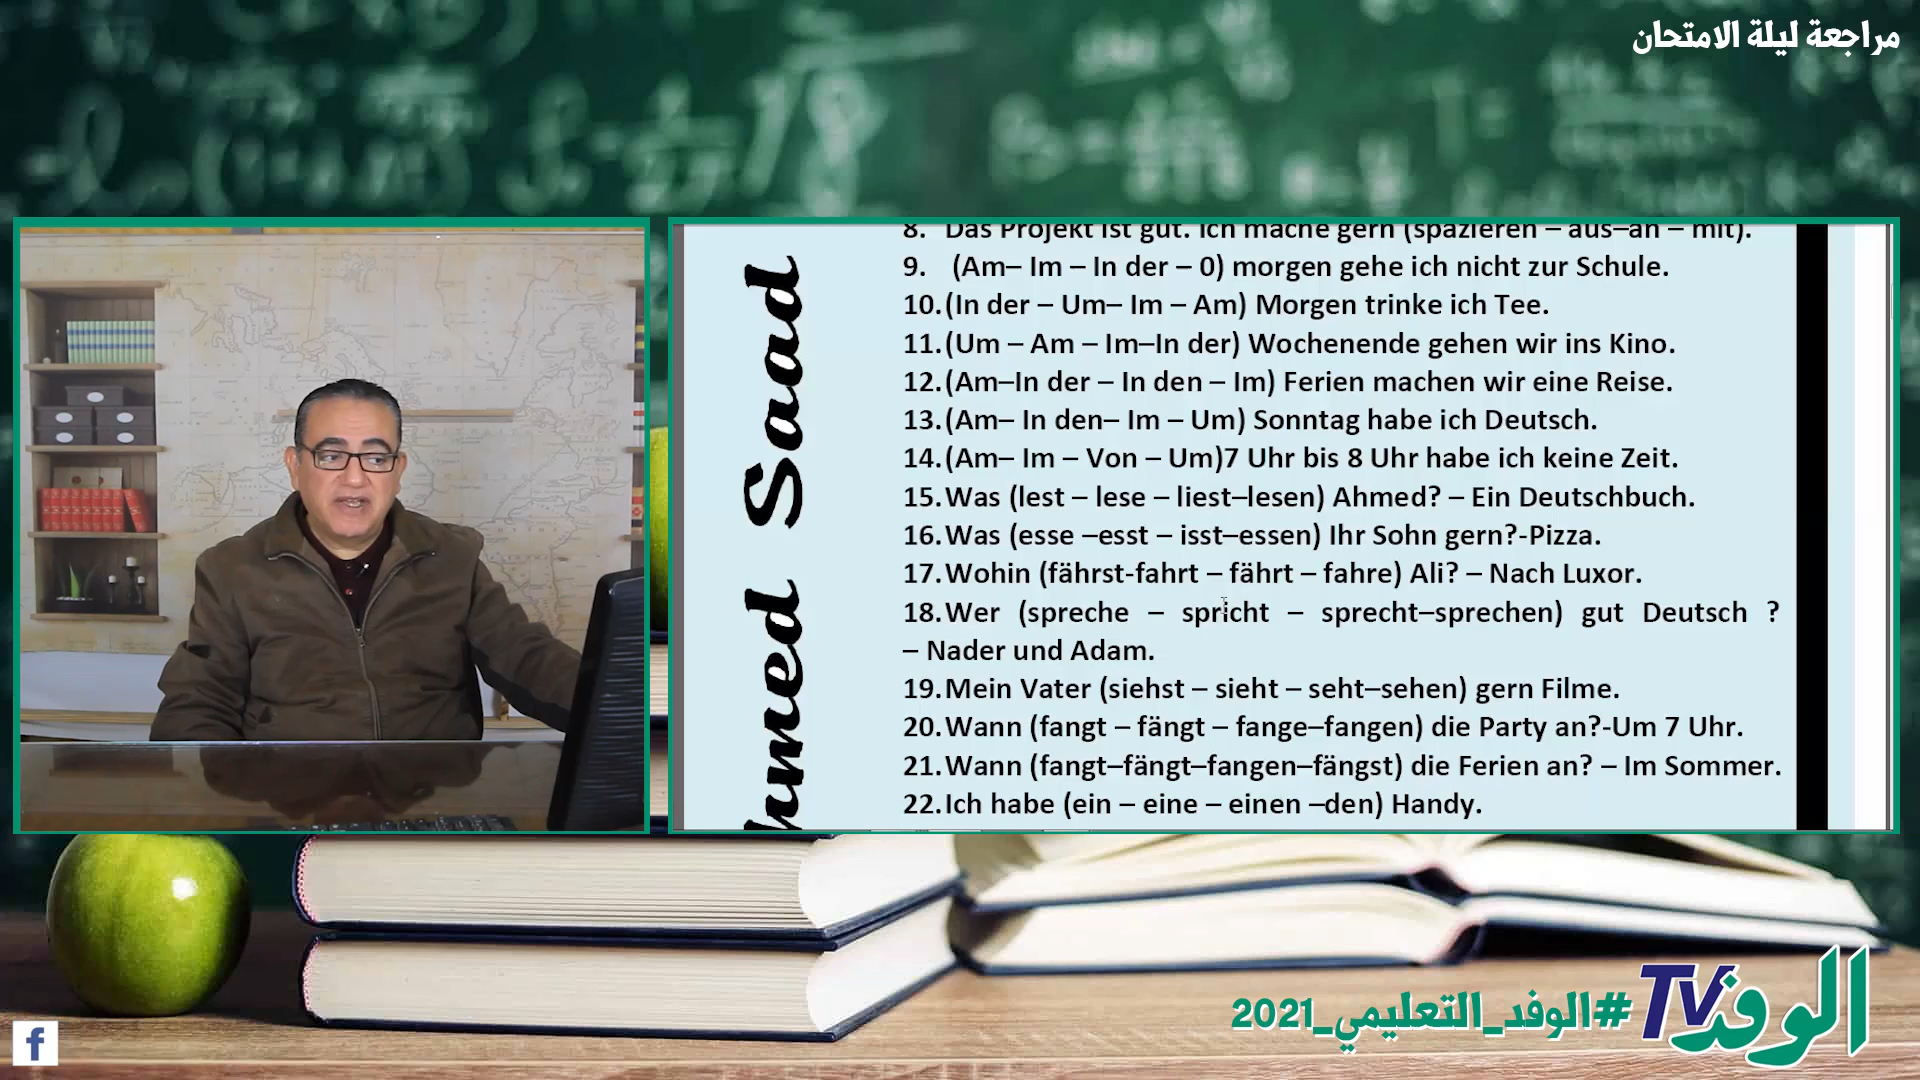 مراجعة ليلة الامتحان
8. Das Projekt ist gut. Ich mache gern (spazieren – aus–an – mit).
9. (Am– Im – In der – 0) morgen gehe ich nicht zur Schule.
10.(In der – Um– Im – Am) Morgen trinke ich Tee.
11.(Um – Am – Im–In der) Wochenende gehen wir ins Kino.
12.(Am–In der – In den – Im) Ferien machen wir eine Reise.
13.(Am– In den– Im – Um) Sonntag habe ich Deutsch.
14.(Am– Im – Von – Um)7 Uhr bis 8 Uhr habe ich keine Zeit.
15.Was (lest – lese – liest–lesen) Ahmed? – Ein Deutschbuch.
16.Was (esse –esst – isst–essen) Ihr Sohn gern?-Pizza.
17.Wohin (fährst-fahrt – fährt – fahre) Ali? – Nach Luxor.
18.Wer (spreche – spricht – sprecht–sprechen) gut Deutsch ?
– Nader und Adam.
19.Mein Vater (siehst – sieht – seht–sehen) gern Filme.
20.Wann (fangt – fängt – fange–fangen) die Party an?-Um 7 Uhr.
21.Wann (fangt–fängt–fangen–fängst) die Ferien an? – Im Sommer.
22.Ich habe (ein – eine – einen –den) Handy.
Saad
#الوفد_التعليمي_2021
الوفد TV
f